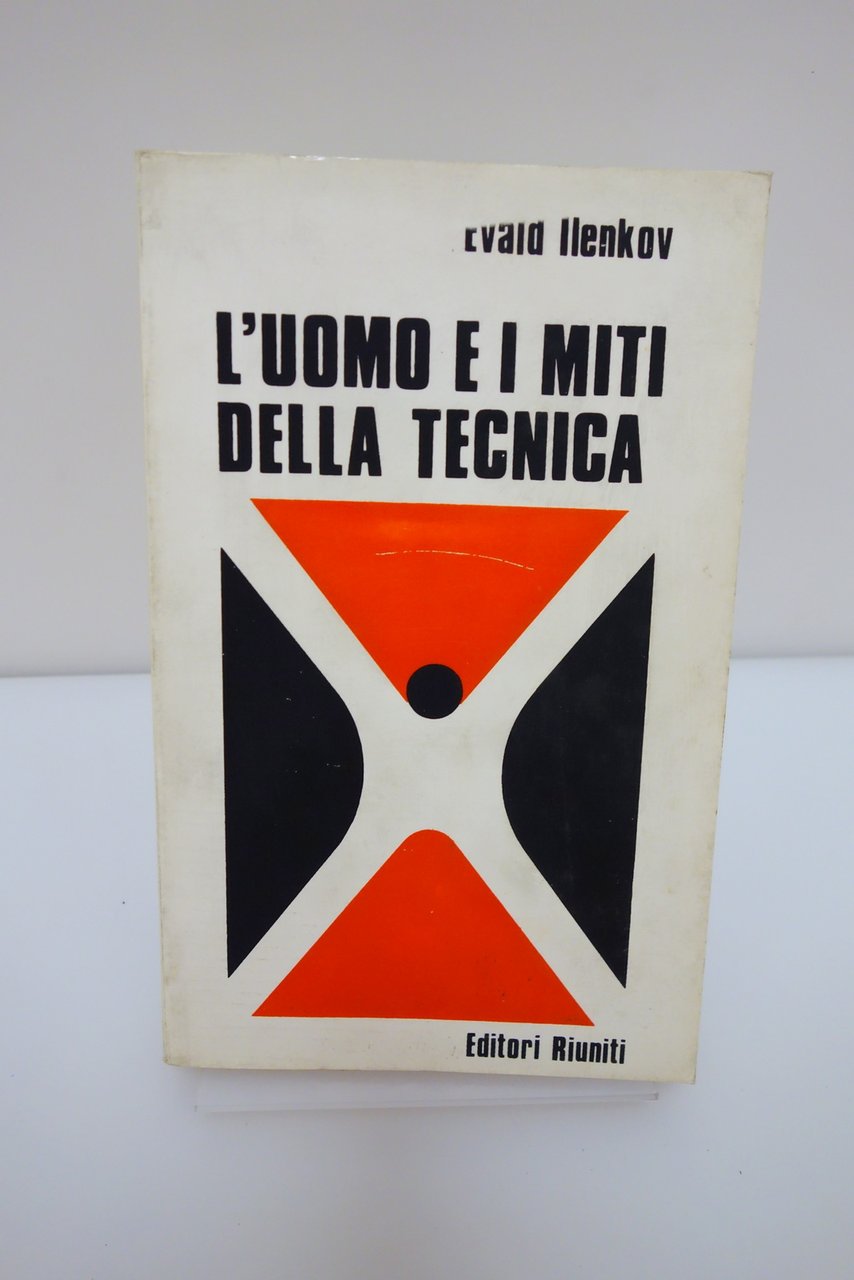 Evald Ilenkov
L'UOMO E I MITI
DELLA TECNICA
Editori Riuniti